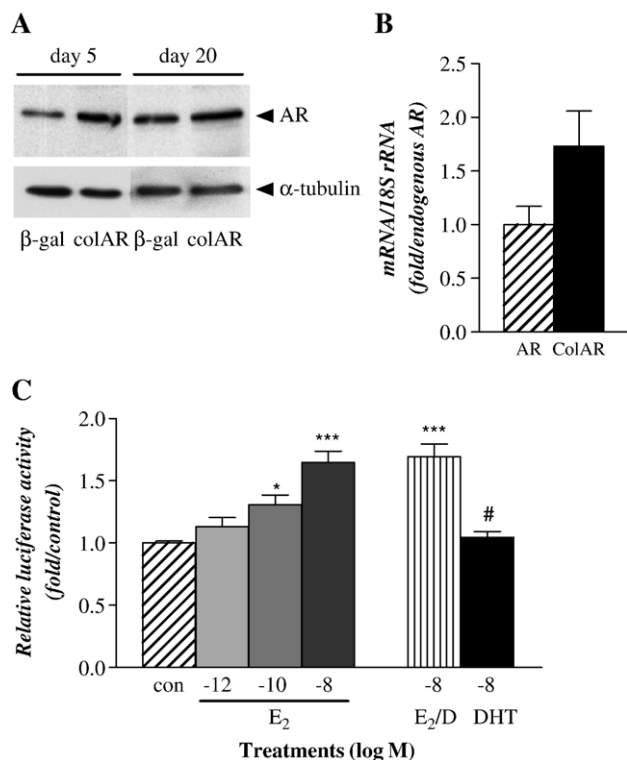 A
day 5 day 20
AR
α-tubulin
β-gal colAR β-gal colAR
B
mRNA/18S rRNA
(fold/endogenous AR)
2.5
2.0
1.5
1.0
0.5
0.0
AR ColAR
C
Relative luciferase activity
(fold/control)
2.0
1.5
1.0
0.5
0.0
*
***
***
#
con -12 -10 -8 -8 -8
E₂ E₂/D DHT
Treatments (log M)